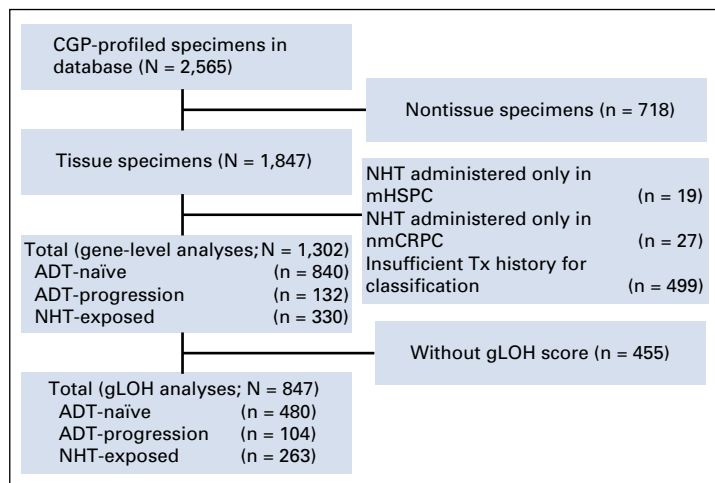 CGP-profiled specimens in
database (N = 2,565)
Nontissue specimens (n = 718)
Tissue specimens (N = 1,847)
NHT administered only in
mHSPC (n = 19)
NHT administered only in
nmCRPC (n = 27)
Insufficient Tx history for
classification (n = 499)
Total (gene-level analyses; N = 1,302)
ADT-naïve (n = 840)
ADT-progression (n = 132)
NHT-exposed (n = 330)
Without gLOH score (n = 455)
Total (gLOH analyses; N = 847)
ADT-naïve (n = 480)
ADT-progression (n = 104)
NHT-exposed (n = 263)